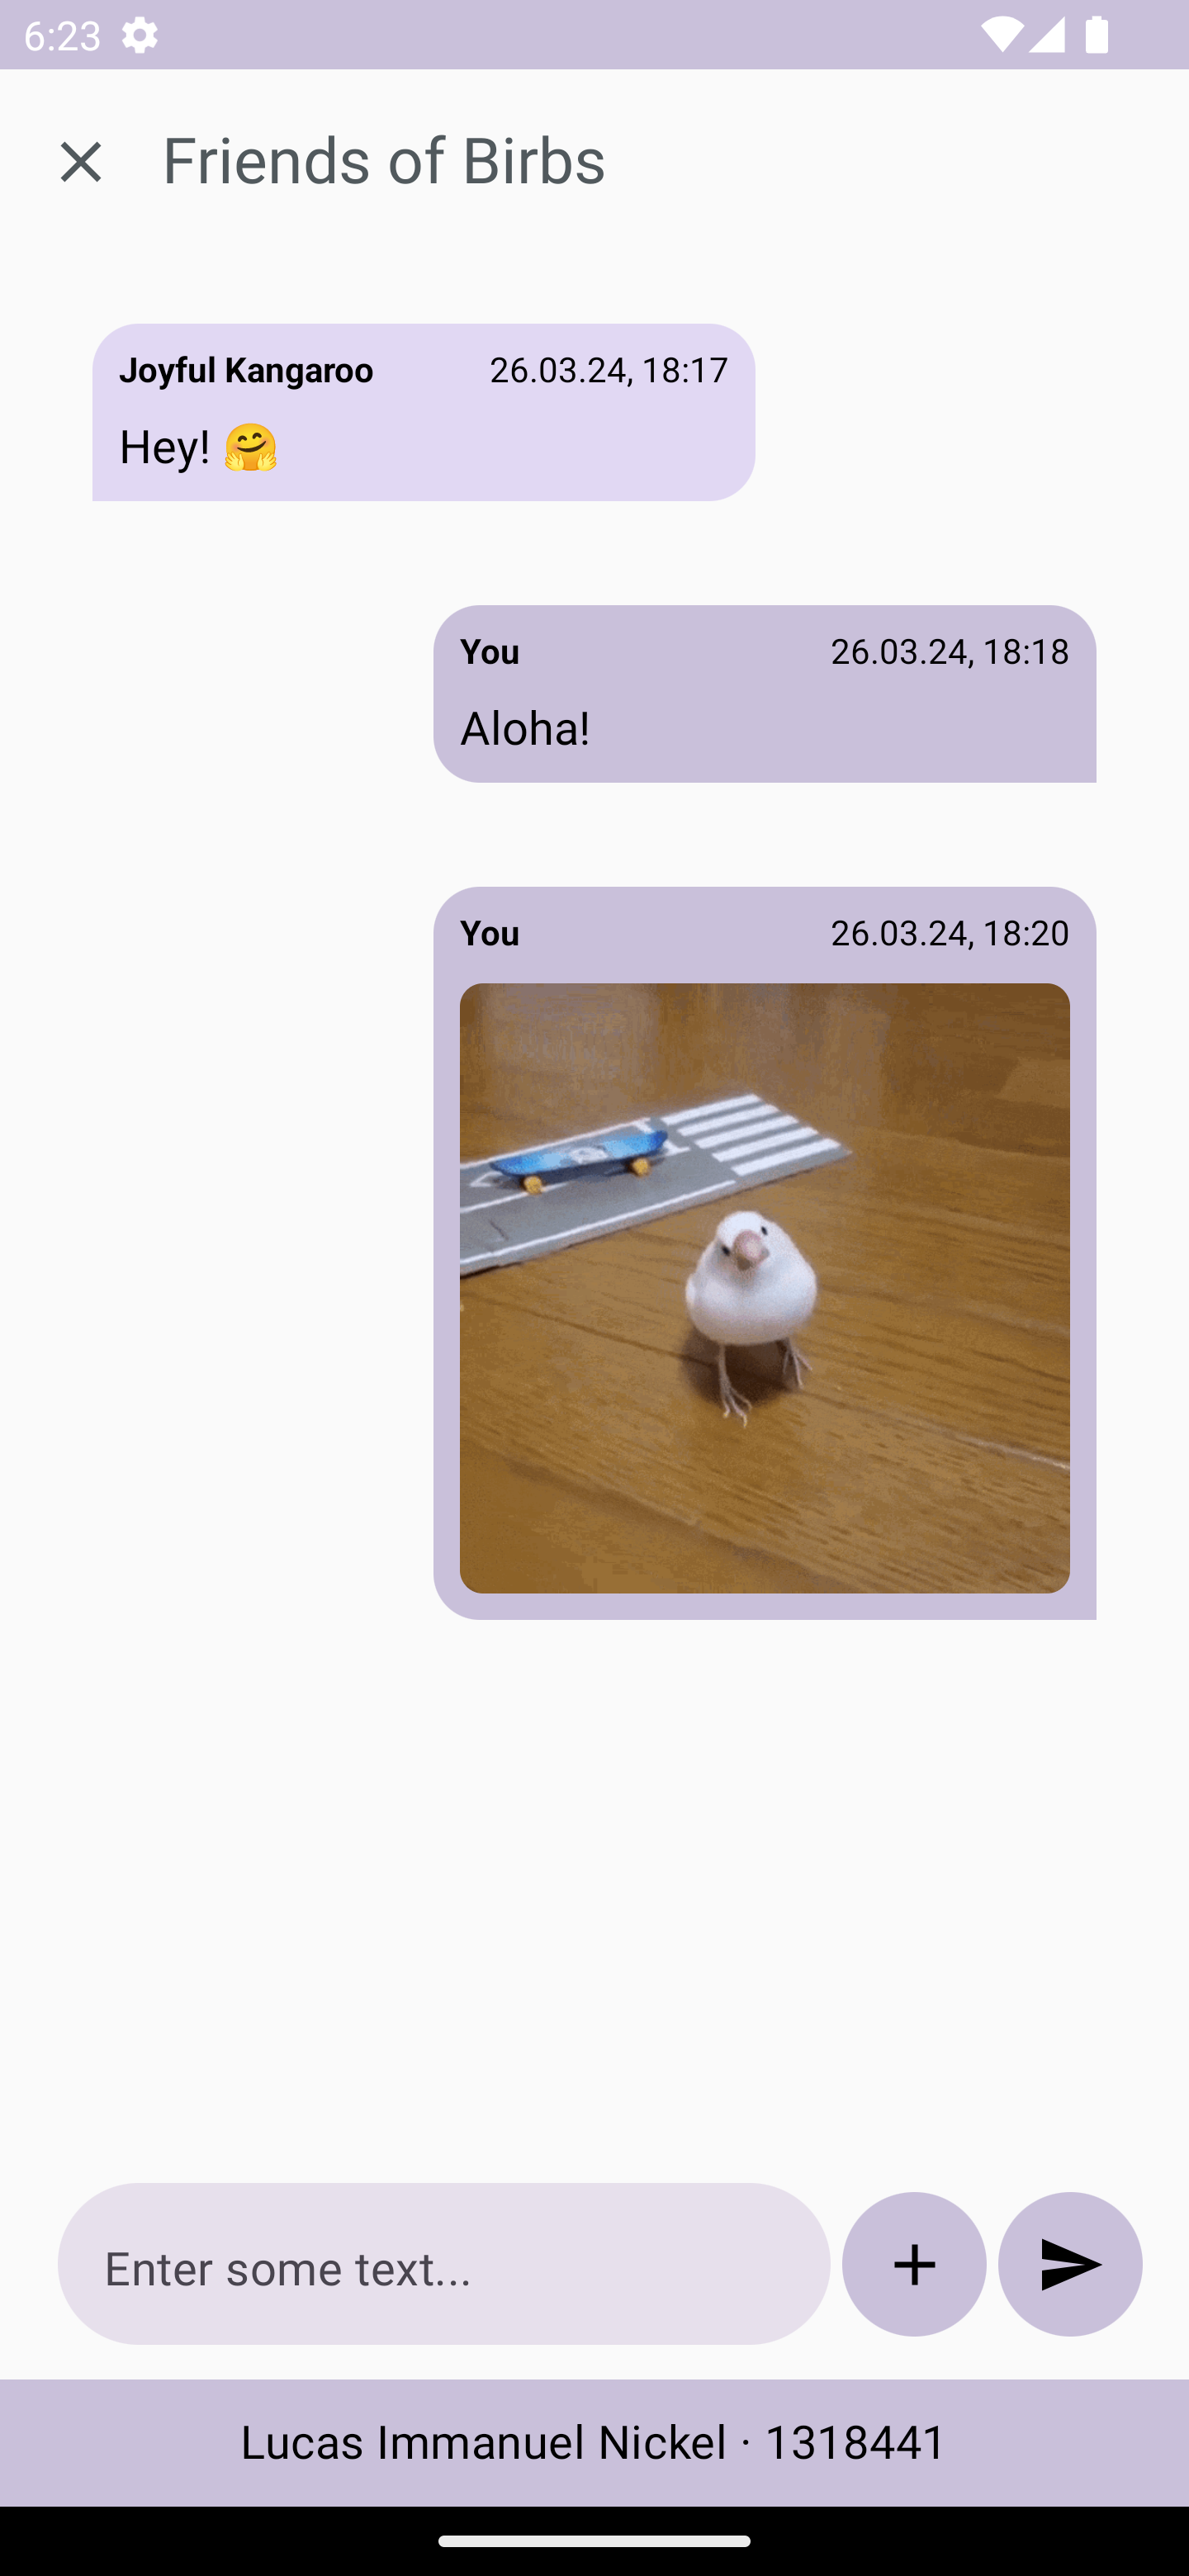 6:23
Friends of Birbs
Joyful Kangaroo 26.03.24, 18:17
Hey! 🤗
You 26.03.24, 18:18
Aloha!
You 26.03.24, 18:20
Enter some text...
Lucas Immanuel Nickel · 1318441